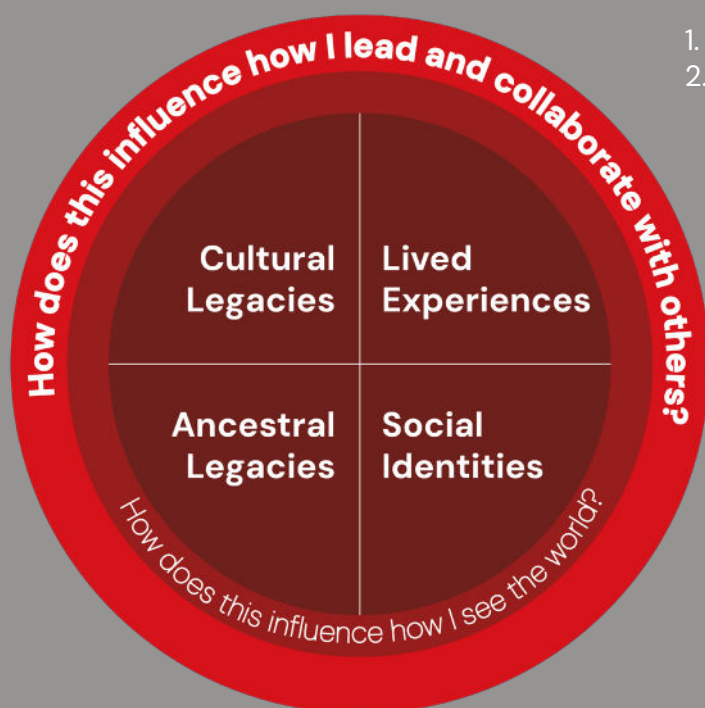 How does this influence how I lead and collaborate with others?
1.
2.
Cultural
Legacies
Lived
Experiences
Ancestral
Legacies
Social
Identities
How does this influence how I see the world?